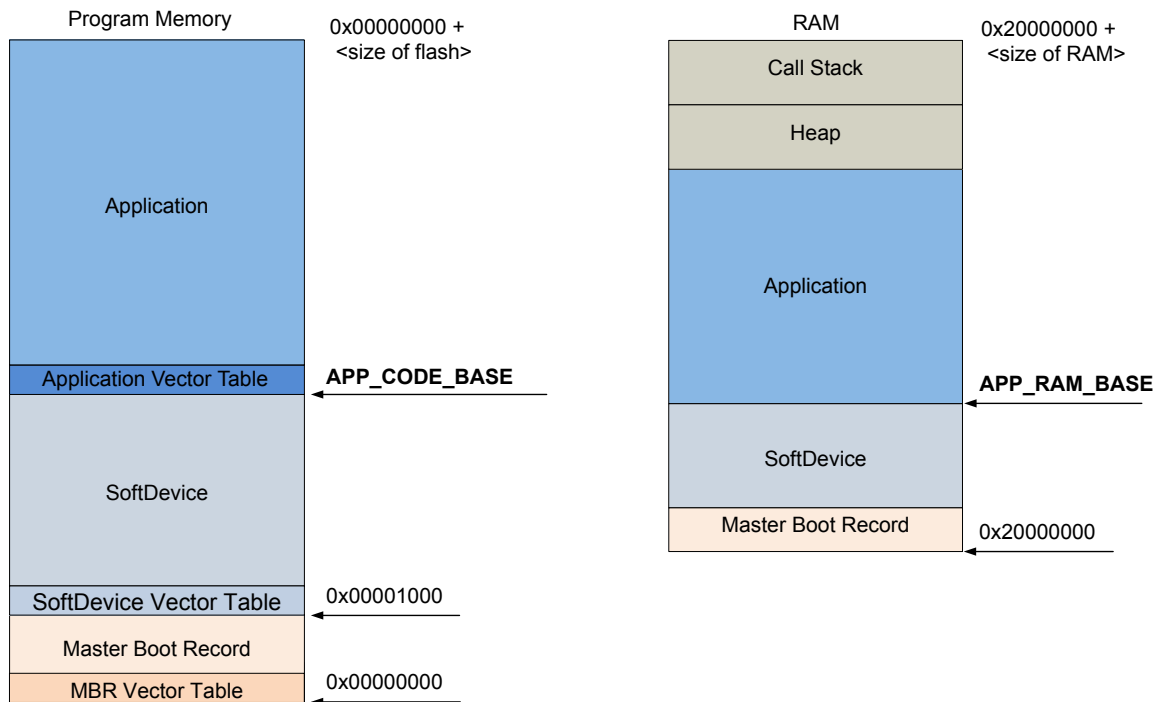 Program Memory
0x00000000 +
<size of flash>
Application
Application Vector Table
APP_CODE_BASE
SoftDevice
SoftDevice Vector Table
0x00001000
Master Boot Record
MBR Vector Table
0x00000000
RAM
0x20000000 +
<size of RAM>
Call Stack
Heap
Application
APP_RAM_BASE
SoftDevice
Master Boot Record
0x20000000